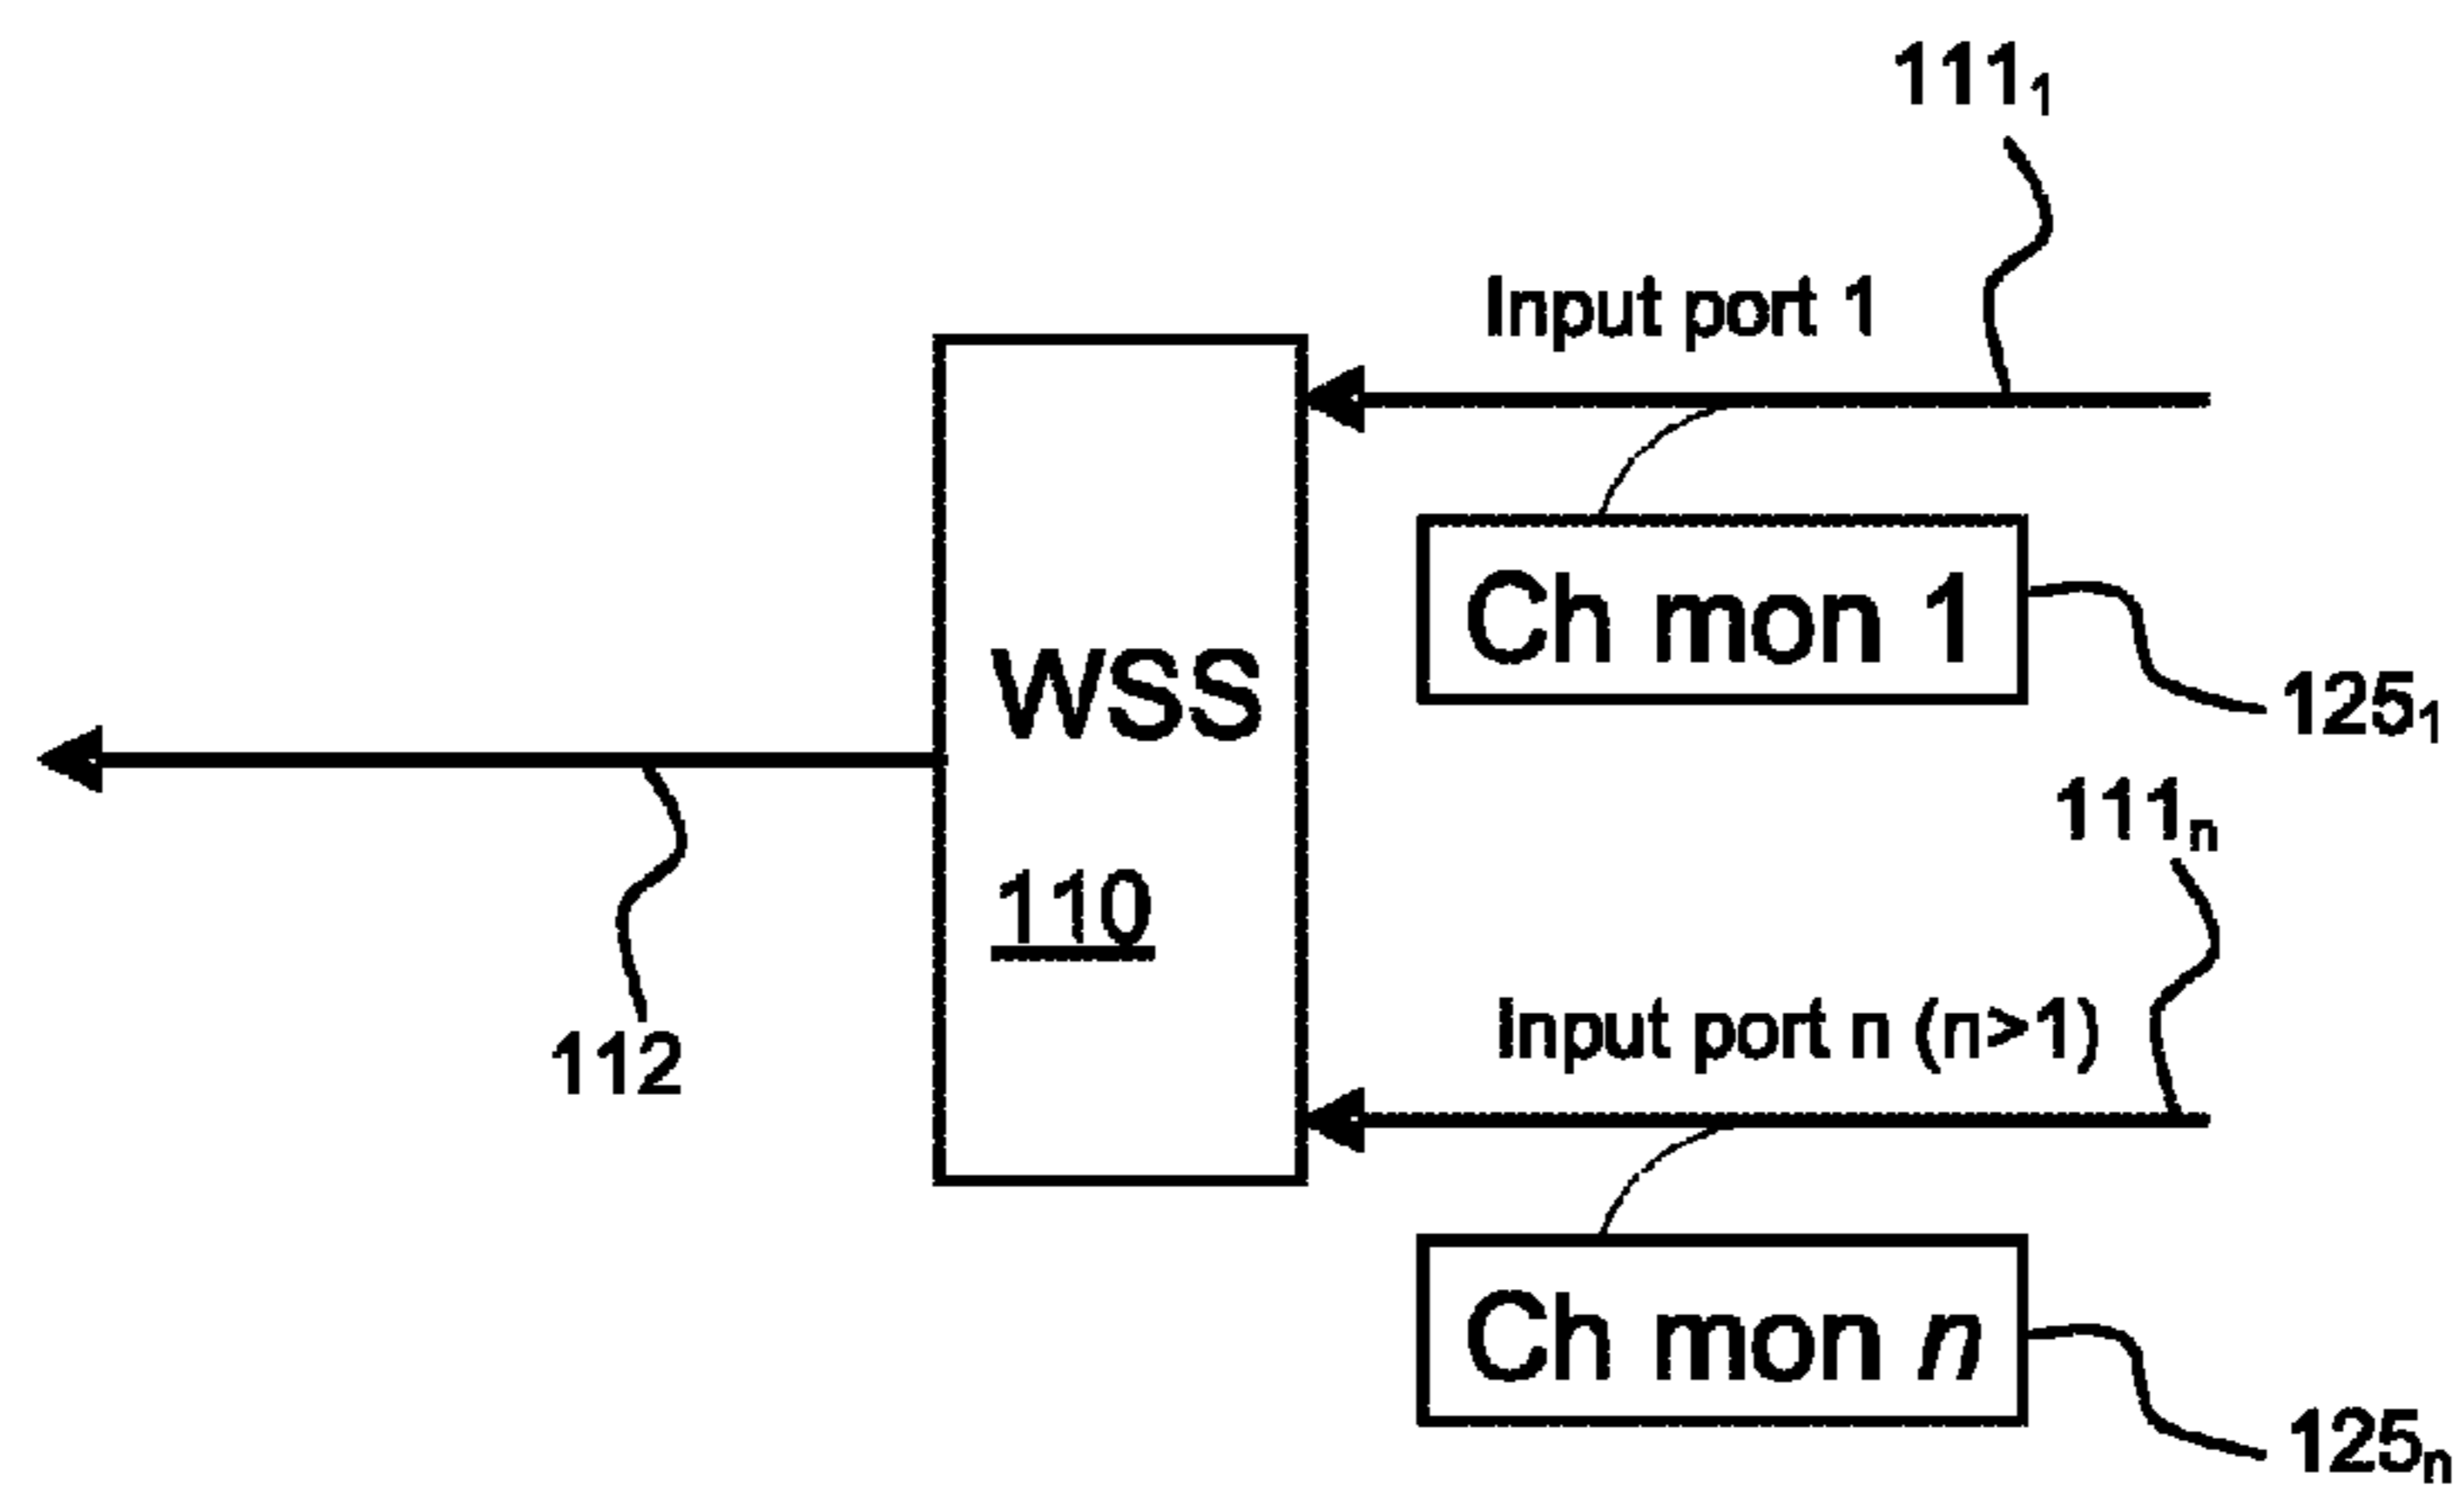 111₁
Input port 1
Ch mon 1
WSS
125₁
111ₙ
110
Input port n (n>1)
112
Ch mon n
125ₙ